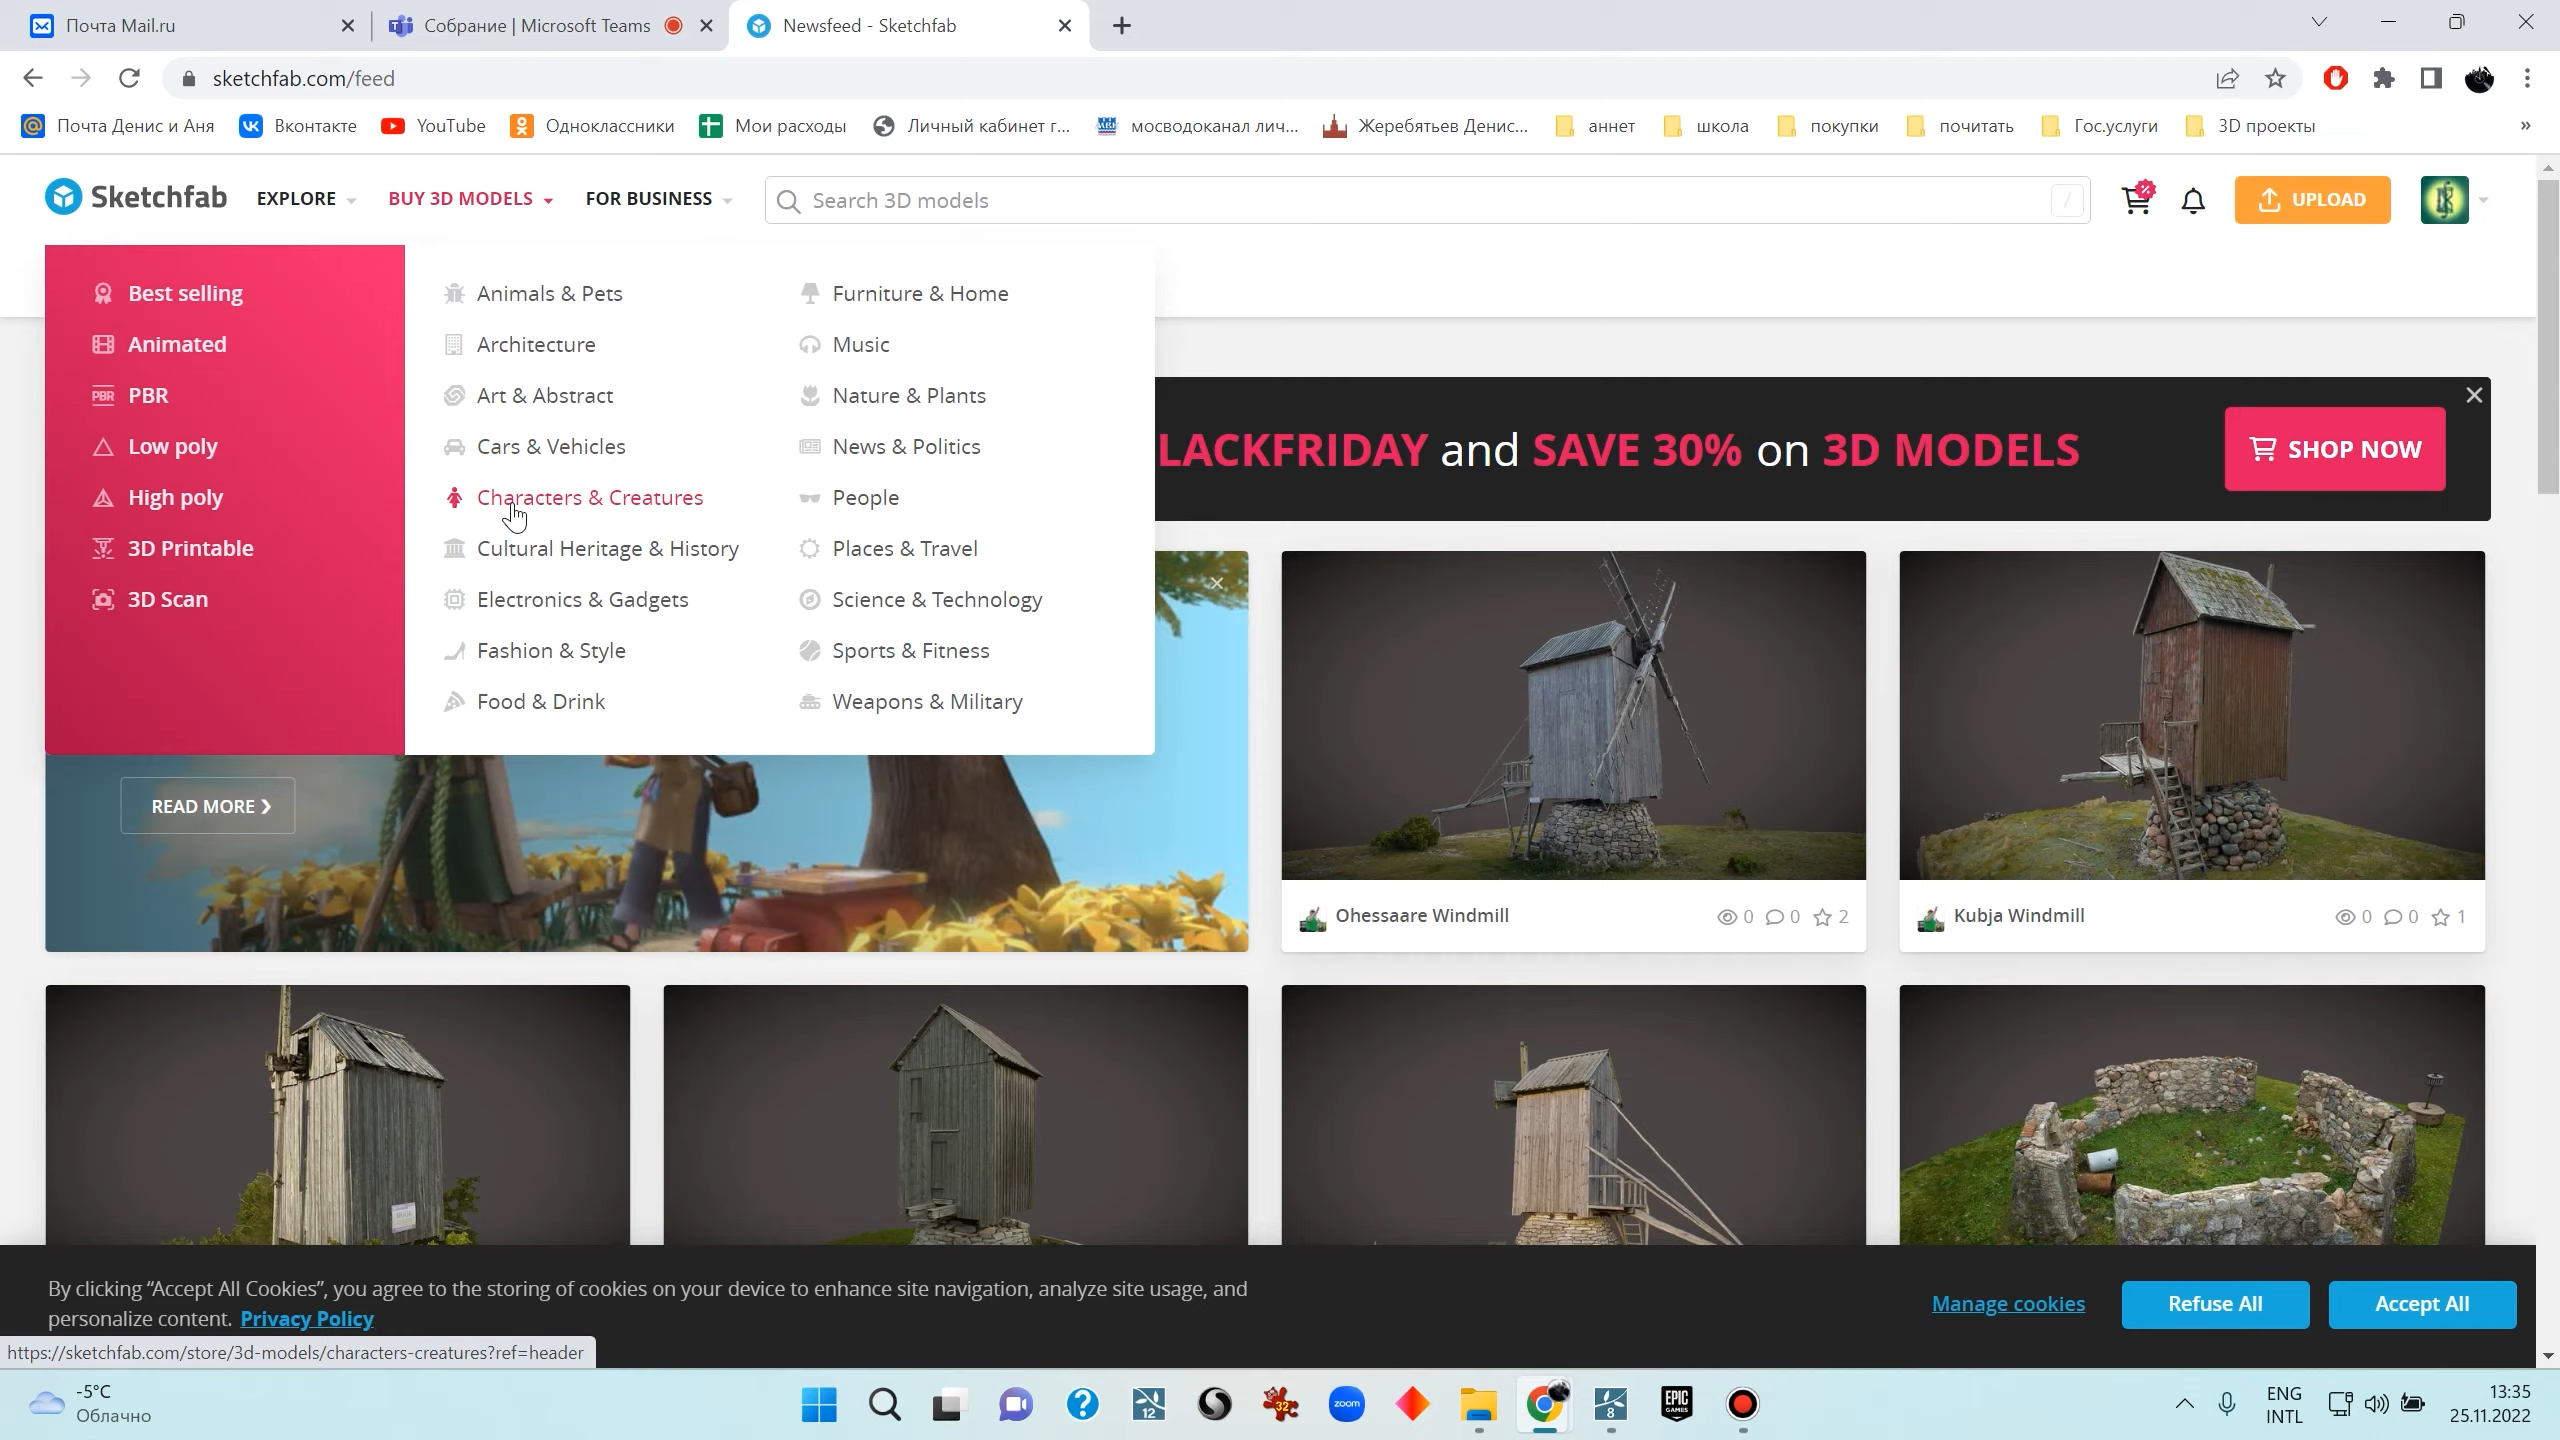 Почта Mail.ru
Собрание | Microsoft Teams
Newsfeed - Sketchfab
sketchfab.com/feed
Почта Денис и Аня
Вконтакте
YouTube
Одноклассники
Мои расходы
Личный кабинет г...
мосводоканал лич...
Жеребятьев Денис...
аннет
школа
покупки
почитать
Гос.услуги
3D проекты
»
Sketchfab
EXPLORE
BUY 3D MODELS
FOR BUSINESS
Search 3D models
/
UPLOAD
Best selling
Animated
PBR
PBR
Low poly
High poly
3D Printable
3D Scan
Animals & Pets
Architecture
Art & Abstract
Cars & Vehicles
Characters & Creatures
Cultural Heritage & History
Electronics & Gadgets
Fashion & Style
Food & Drink
Furniture & Home
Music
Nature & Plants
News & Politics
People
Places & Travel
Science & Technology
Sports & Fitness
Weapons & Military
LACKFRIDAY and SAVE 30% on 3D MODELS
SHOP NOW
READ MORE ❯
Ohessaare Windmill
0 0 2
Kubja Windmill
0 0 1
By clicking “Accept All Cookies”, you agree to the storing of cookies on your device to enhance site navigation, analyze site usage, and
personalize content. Privacy Policy
Manage cookies
Refuse All
Accept All
https://sketchfab.com/store/3d-models/characters-creatures?ref=header
-5°C
Облачно
12
32
zoom
8
EPIC
GAMES
ENG
INTL
13:35
25.11.2022